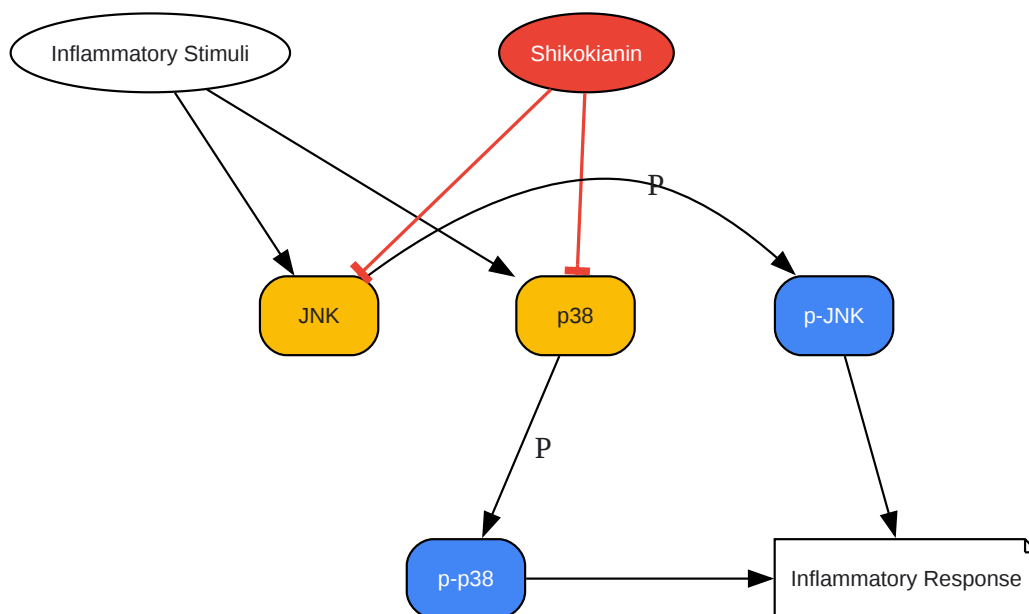 Inflammatory Stimuli
Shikokianin
P
JNK
p38
p-JNK
P
p-p38
Inflammatory Response